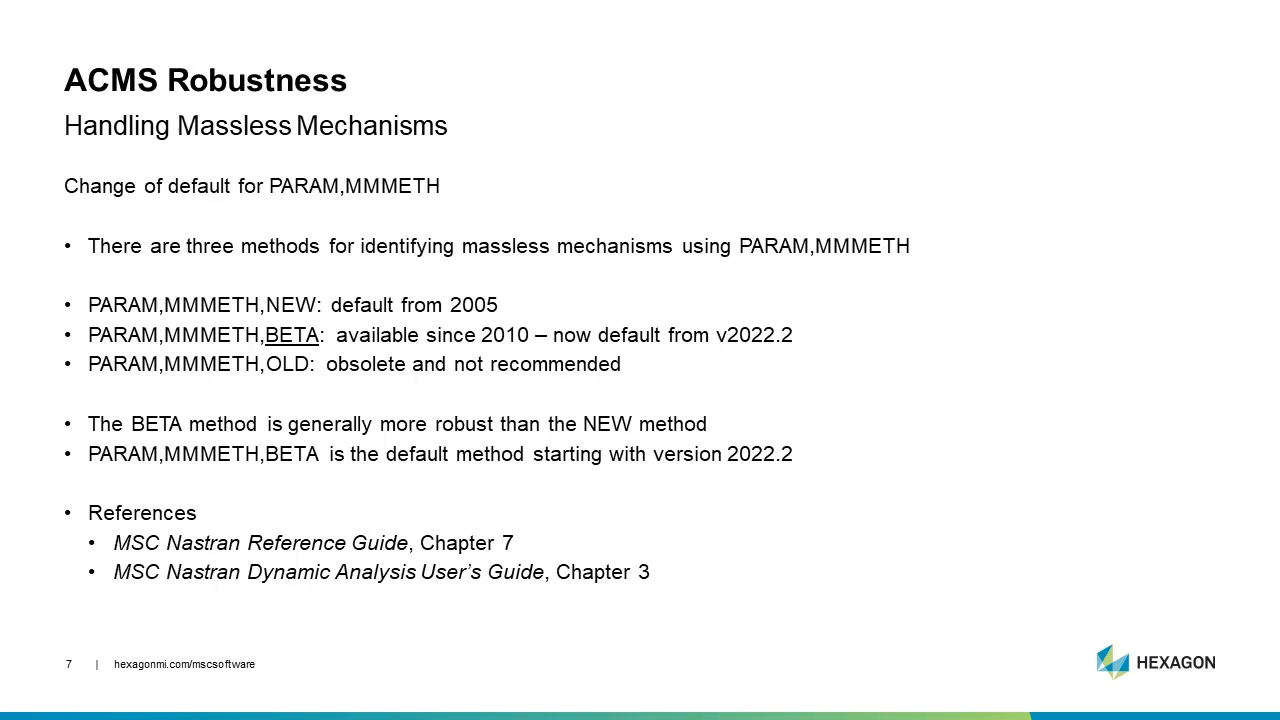 ACMS Robustness
Handling Massless Mechanisms
Change of default for PARAM,MMMETH
• There are three methods for identifying massless mechanisms using PARAM,MMMETH
• PARAM,MMMETH,NEW: default from 2005
• PARAM,MMMETH,BETA: available since 2010 – now default from v2022.2
• PARAM,MMMETH,OLD: obsolete and not recommended
• The BETA method is generally more robust than the NEW method
• PARAM,MMMETH,BETA is the default method starting with version 2022.2
• References
• MSC Nastran Reference Guide, Chapter 7
• MSC Nastran Dynamic Analysis User’s Guide, Chapter 3
7 | hexagonmi.com/mscsoftware
HEXAGON